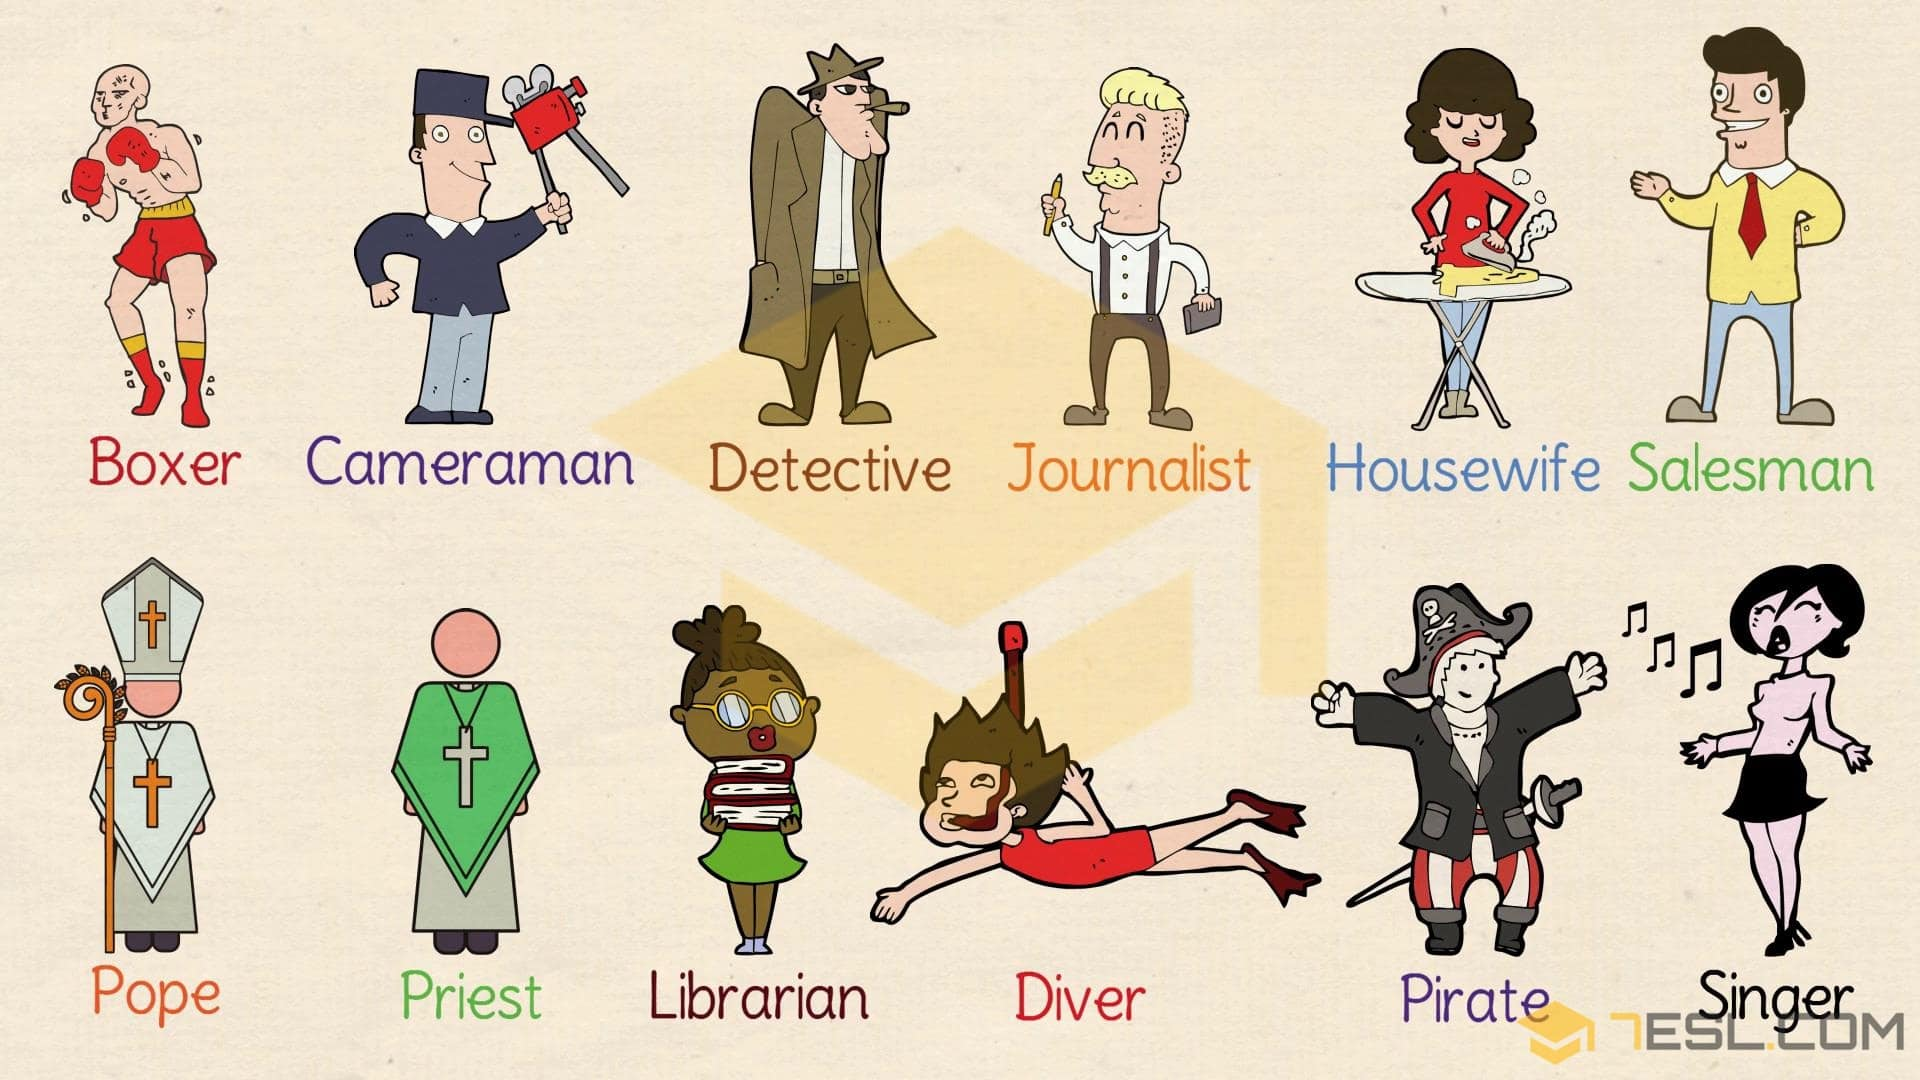 Boxer
Cameraman
Detective
Journalist
Housewife
Salesman
Pope
Priest
Librarian
Diver
Pirate
Singer
7ESL.COM